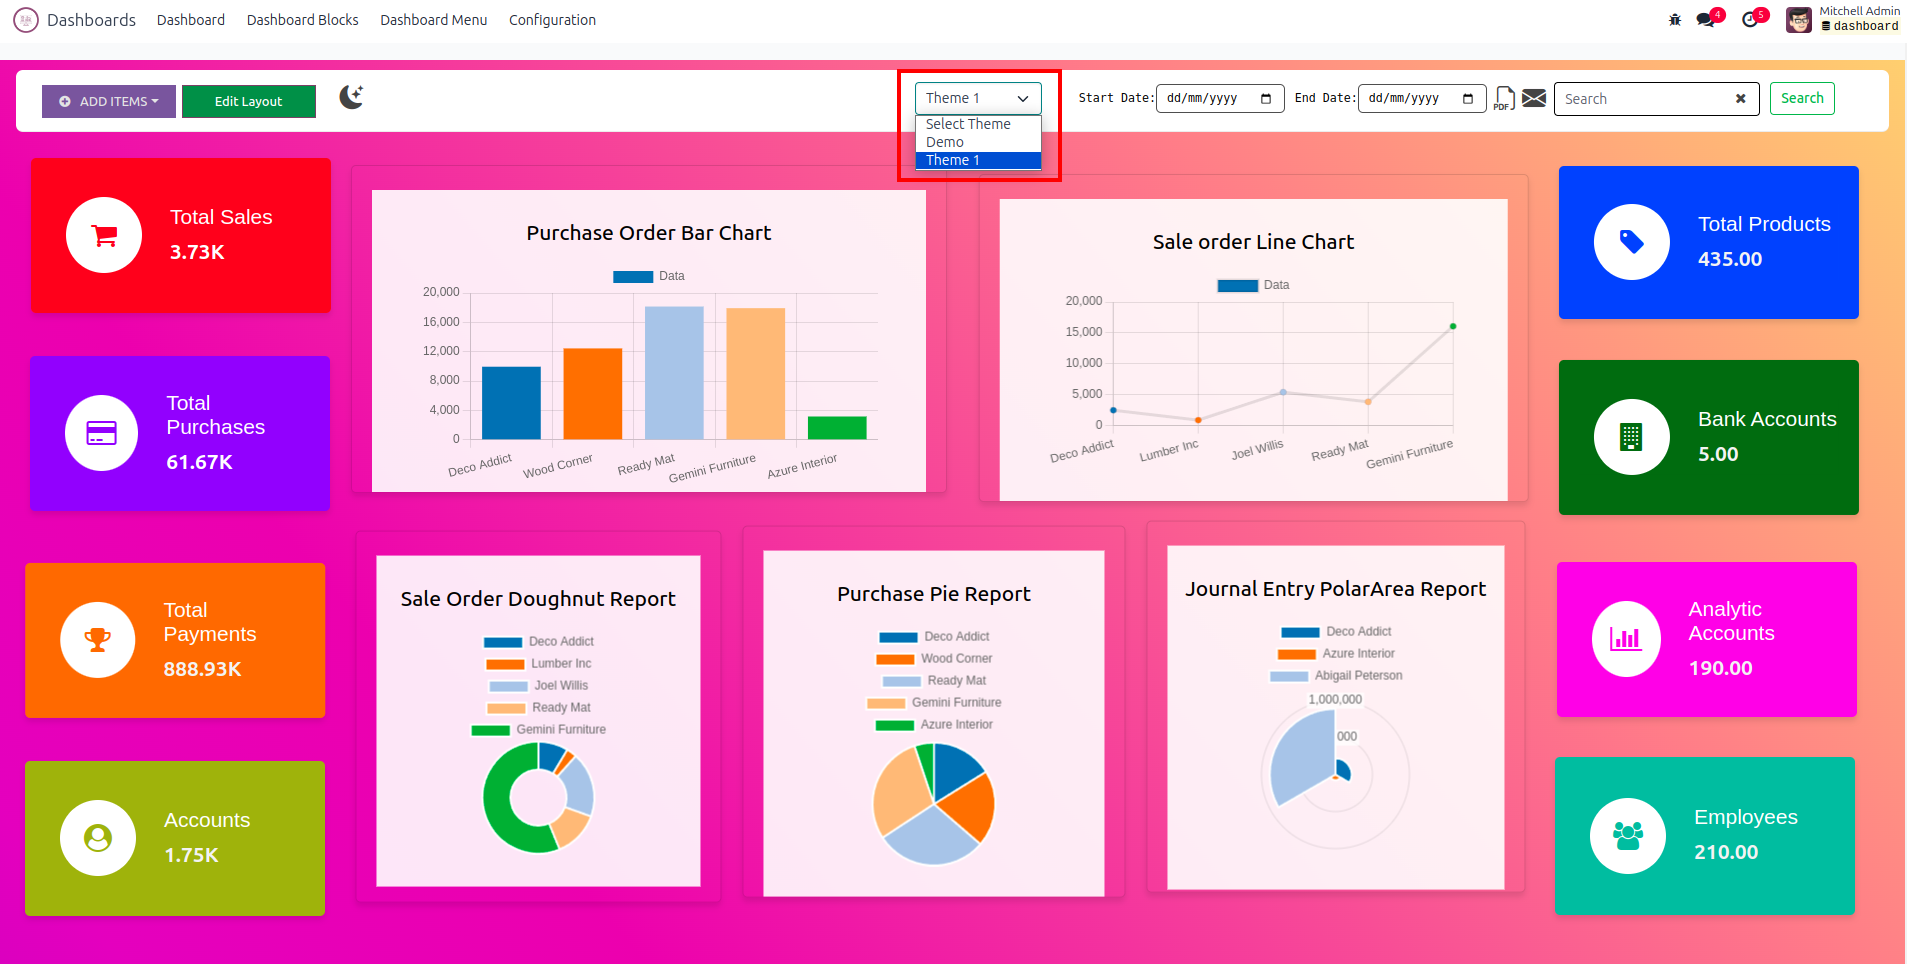 Dashboards Dashboard Dashboard Blocks Dashboard Menu Configuration
4 5 Mitchell Admin
dashboard
ADD ITEMS Edit Layout Theme 1 Start Date: dd/mm/yyyy End Date: dd/mm/yyyy PDF Search Search
Select Theme
Demo
Theme 1
Total Sales
3.73K
Total Purchases
61.67K
Total Payments
888.93K
Accounts
1.75K
Purchase Order Bar Chart
Data
20,000
16,000
12,000
8,000
4,000
0
Deco Addict Wood Corner Ready Mat Gemini Furniture Azure Interior
Sale order Line Chart
Data
20,000
15,000
10,000
5,000
0
Deco Addict Lumber Inc Joel Willis Ready Mat Gemini Furniture
Sale Order Doughnut Report
Deco Addict
Lumber Inc
Joel Willis
Ready Mat
Gemini Furniture
Purchase Pie Report
Deco Addict
Wood Corner
Ready Mat
Gemini Furniture
Azure Interior
Journal Entry PolarArea Report
Deco Addict
Azure Interior
Abigail Peterson
1,000,000
000
Total Products
435.00
Bank Accounts
5.00
Analytic
Accounts
190.00
Employees
210.00